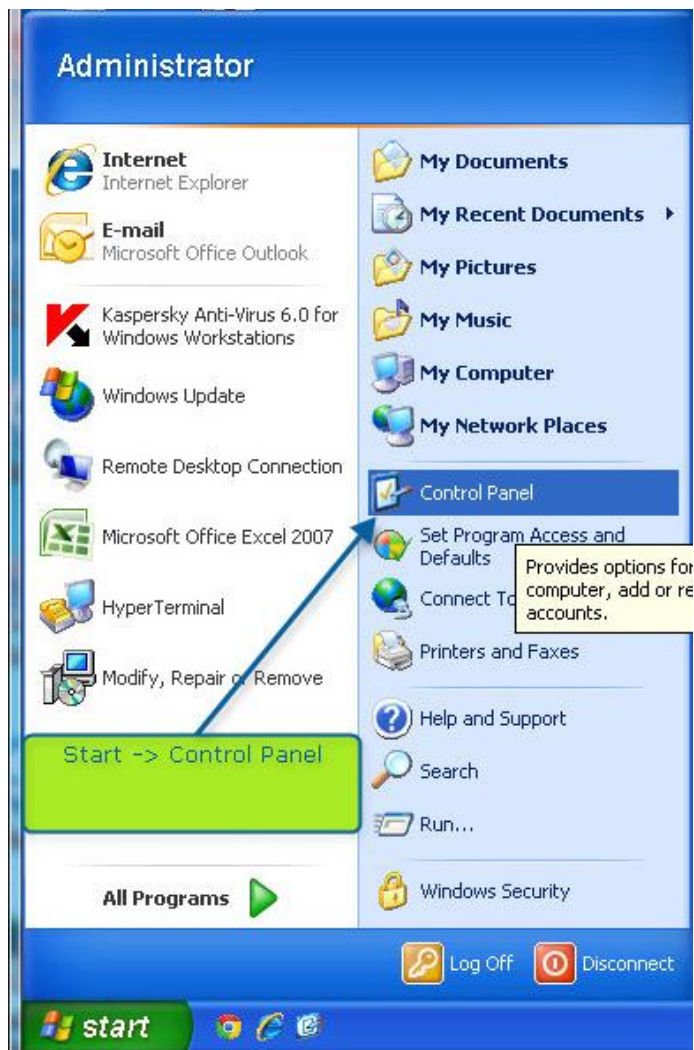 Administrator
Internet
Internet Explorer
E-mail
Microsoft Office Outlook
Kaspersky Anti-Virus 6.0 for
Windows Workstations
Windows Update
Remote Desktop Connection
Microsoft Office Excel 2007
HyperTerminal
Modify, Repair or Remove
Start -> Control Panel
All Programs
My Documents
My Recent Documents
My Pictures
My Music
My Computer
My Network Places
Control Panel
Set Program Access and
Defaults
Provides options for
computer, add or re
accounts.
Connect To
Printers and Faxes
Help and Support
Search
Run...
Windows Security
Log Off
Disconnect
start